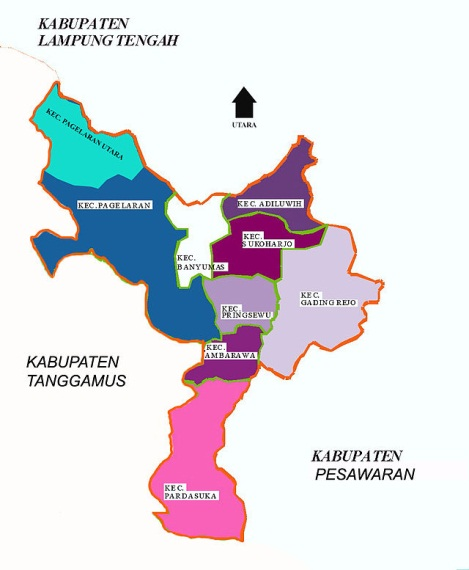 KABUPATEN
LAMPUNG TENGAH
UTARA
KEC. PAGELARAN UTARA
KEC. PAGELARAN
KEC. ADILUWIH
KEC.
SUKOHARJO
KEC.
BANYUMAS
KEC.
GADING REJO
KEC.
PRINGSEWU
KEC.
AMBARAWA
KABUPATEN
TANGGAMUS
KABUPATEN
PESAWARAN
KEC.
PARDASUKA